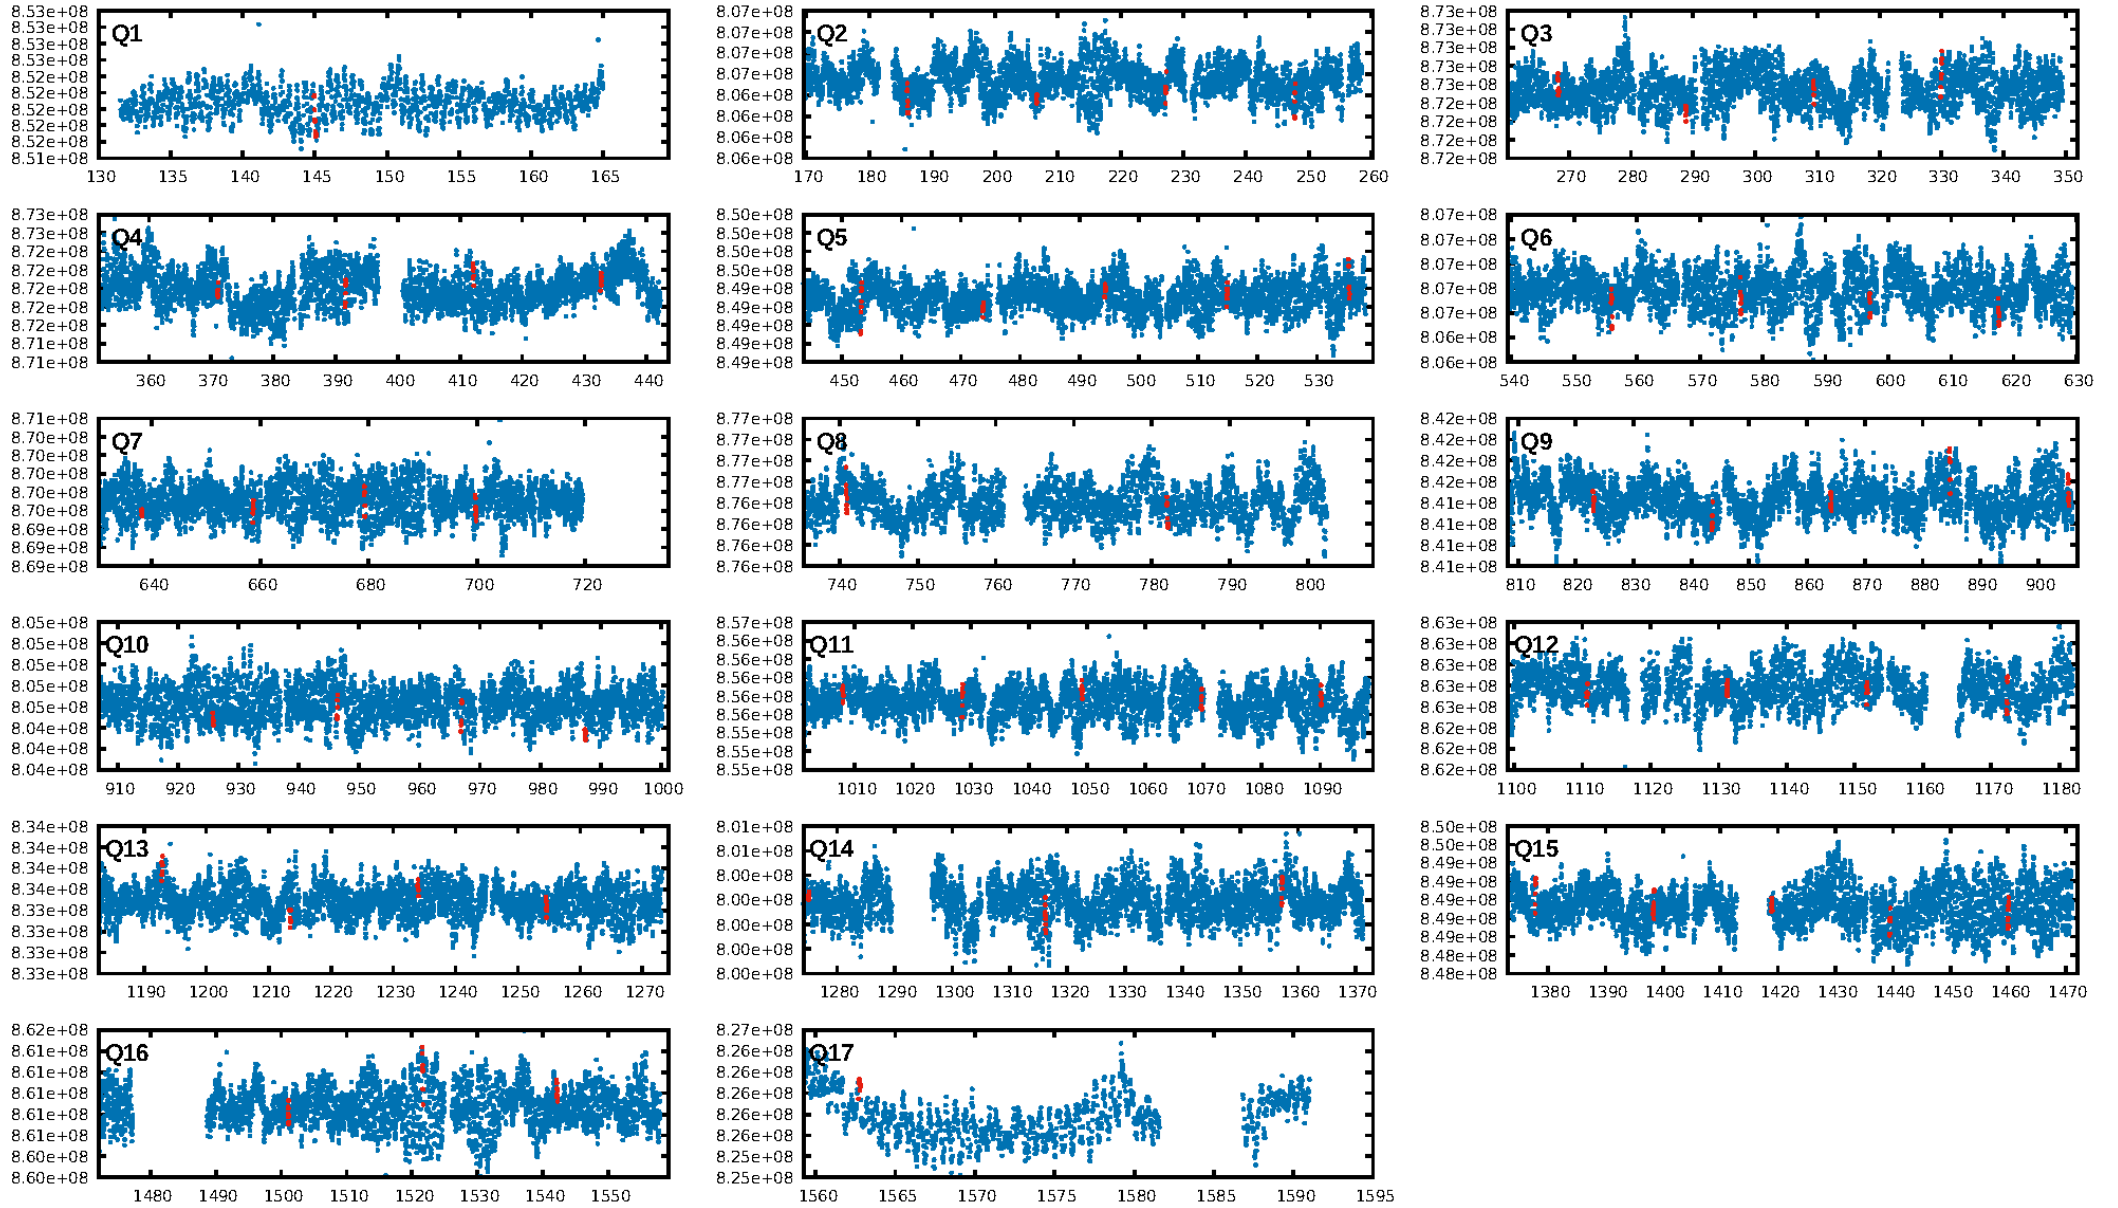 8.53e+08 8.53e+08 8.53e+08 8.52e+08 8.52e+08 8.52e+08 8.52e+08 8.52e+08 8.52e+08 8.51e+08
Q1
130 135 140 145 150 155 160 165
8.07e+08 8.07e+08 8.07e+08 8.07e+08 8.06e+08 8.06e+08 8.06e+08 8.06e+08
Q2
170 180 190 200 210 220 230 240 250 260
8.73e+08 8.73e+08 8.73e+08 8.73e+08 8.73e+08 8.72e+08 8.72e+08 8.72e+08 8.72e+08
Q3
270 280 290 300 310 320 330 340 350
8.73e+08 8.72e+08 8.72e+08 8.72e+08 8.72e+08 8.72e+08 8.72e+08 8.71e+08 8.71e+08
Q4
360 370 380 390 400 410 420 430 440
8.50e+08 8.50e+08 8.50e+08 8.50e+08 8.49e+08 8.49e+08 8.49e+08 8.49e+08 8.49e+08
Q5
450 460 470 480 490 500 510 520 530
8.07e+08 8.07e+08 8.07e+08 8.07e+08 8.07e+08 8.06e+08 8.06e+08
Q6
540 550 560 570 580 590 600 610 620 630
8.71e+08 8.70e+08 8.70e+08 8.70e+08 8.70e+08 8.70e+08 8.69e+08 8.69e+08 8.69e+08
Q7
640 660 680 700 720
8.77e+08 8.77e+08 8.77e+08 8.77e+08 8.76e+08 8.76e+08 8.76e+08 8.76e+08
Q8
740 750 760 770 780 790 800
8.42e+08 8.42e+08 8.42e+08 8.42e+08 8.41e+08 8.41e+08 8.41e+08 8.41e+08
Q9
810 820 830 840 850 860 870 880 890 900
8.05e+08 8.05e+08 8.05e+08 8.05e+08 8.05e+08 8.04e+08 8.04e+08 8.04e+08
Q10
910 920 930 940 950 960 970 980 990 1000
8.57e+08 8.56e+08 8.56e+08 8.56e+08 8.56e+08 8.56e+08 8.55e+08 8.55e+08 8.55e+08
Q11
1010 1020 1030 1040 1050 1060 1070 1080 1090
8.63e+08 8.63e+08 8.63e+08 8.63e+08 8.63e+08 8.62e+08 8.62e+08 8.62e+08
Q12
1100 1110 1120 1130 1140 1150 1160 1170 1180
8.34e+08 8.34e+08 8.34e+08 8.34e+08 8.33e+08 8.33e+08 8.33e+08 8.33e+08
Q13
1190 1200 1210 1220 1230 1240 1250 1260 1270
8.01e+08 8.01e+08 8.00e+08 8.00e+08 8.00e+08 8.00e+08 8.00e+08
Q14
1280 1290 1300 1310 1320 1330 1340 1350 1360 1370
8.50e+08 8.50e+08 8.49e+08 8.49e+08 8.49e+08 8.49e+08 8.49e+08 8.48e+08 8.48e+08
Q15
1380 1390 1400 1410 1420 1430 1440 1450 1460 1470
8.62e+08 8.61e+08 8.61e+08 8.61e+08 8.61e+08 8.61e+08 8.60e+08 8.60e+08
Q16
1480 1490 1500 1510 1520 1530 1540 1550
8.27e+08 8.26e+08 8.26e+08 8.26e+08 8.26e+08 8.26e+08 8.25e+08 8.25e+08
Q17
1560 1565 1570 1575 1580 1585 1590 1595